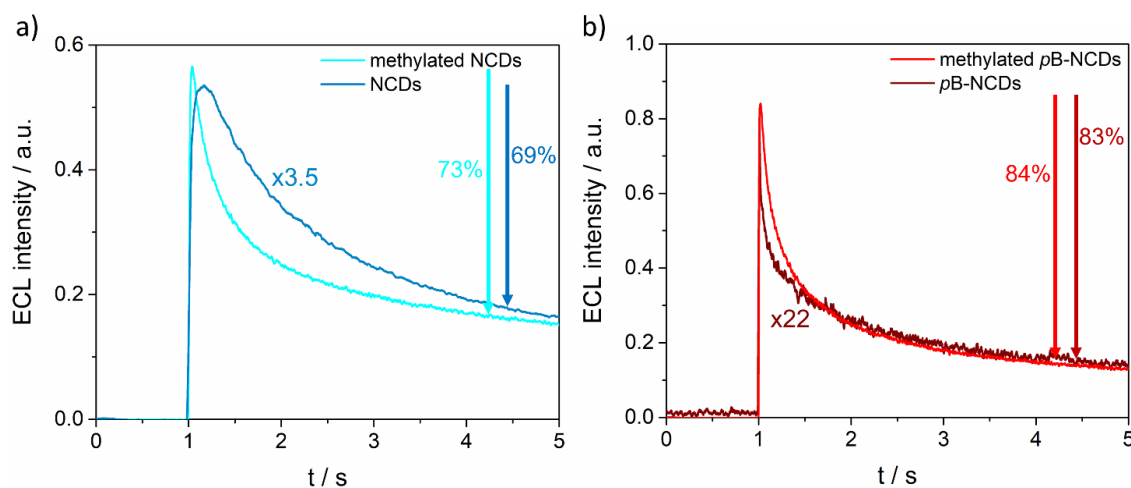 a)
0.6
0.4
0.2
0.0
ECL intensity / a.u.
methylated NCDs
NCDs
x3.5
73%
69%
0 1 2 3 4 5
t / s
b)
1.0
0.8
0.6
0.4
0.2
0.0
ECL intensity / a.u.
methylated pB-NCDs
pB-NCDs
x22
84%
83%
0 1 2 3 4 5
t / s